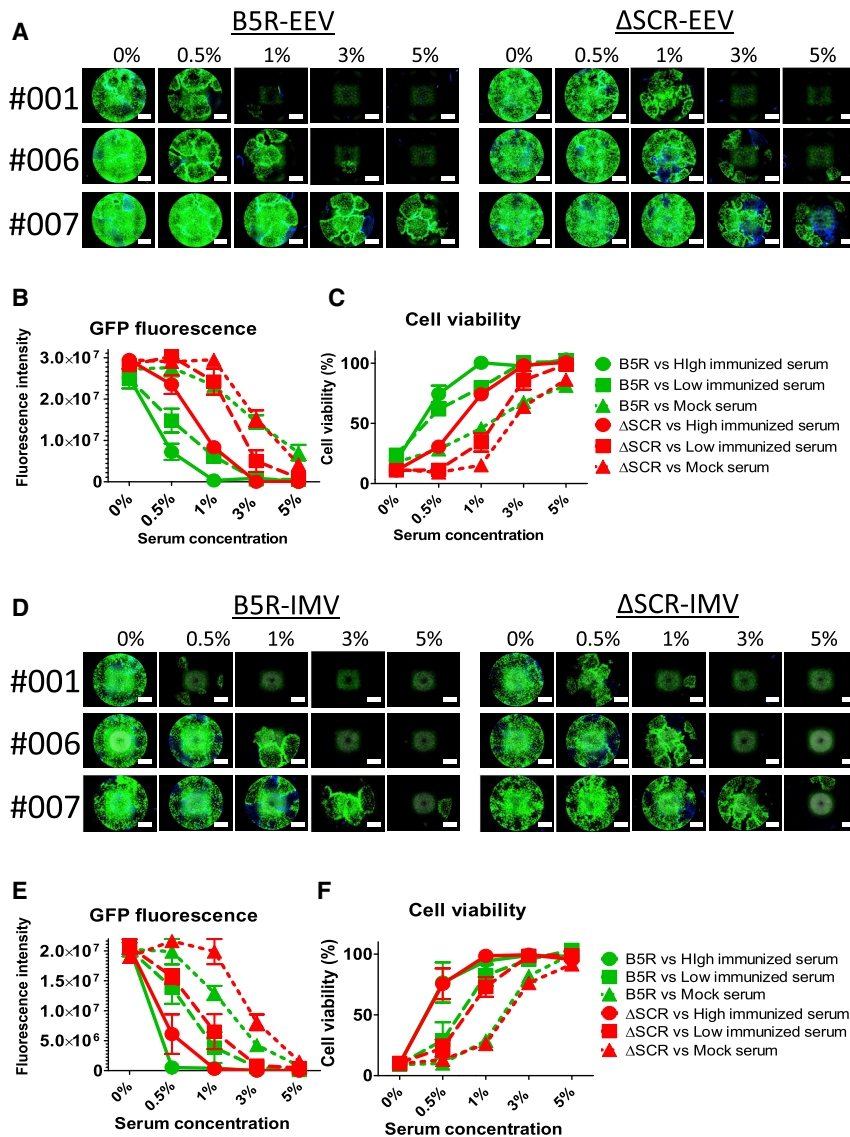 A
B5R-EEV ΔSCR-EEV
0% 0.5% 1% 3% 5% 0% 0.5% 1% 3% 5%
#001
#006
#007
B
C
GFP fluorescence
Cell viability
Fluorescence intensity
3.0×10⁷
2.0×10⁷
1.0×10⁷
0
0% 0.5% 1% 3% 5%
Serum concentration
Cell viability (%)
100
50
0
0% 0.5% 1% 3% 5%
Serum concentration
B5R vs HIgh immunized serum
B5R vs Low immunized serum
B5R vs Mock serum
ΔSCR vs High immunized serum
ΔSCR vs Low immunized serum
ΔSCR vs Mock serum
D
B5R-IMV ΔSCR-IMV
0% 0.5% 1% 3% 5% 0% 0.5% 1% 3% 5%
#001
#006
#007
E
F
GFP fluorescence
Cell viability
Fluorescence intensity
2.0×10⁷
1.5×10⁷
1.0×10⁷
5.0×10⁶
0
0% 0.5% 1% 3% 5%
Serum concentration
Cell viability (%)
100
50
0
0% 0.5% 1% 3% 5%
Serum concentration
B5R vs HIgh immunized serum
B5R vs Low immunized serum
B5R vs Mock serum
ΔSCR vs High immunized serum
ΔSCR vs Low immunized serum
ΔSCR vs Mock serum